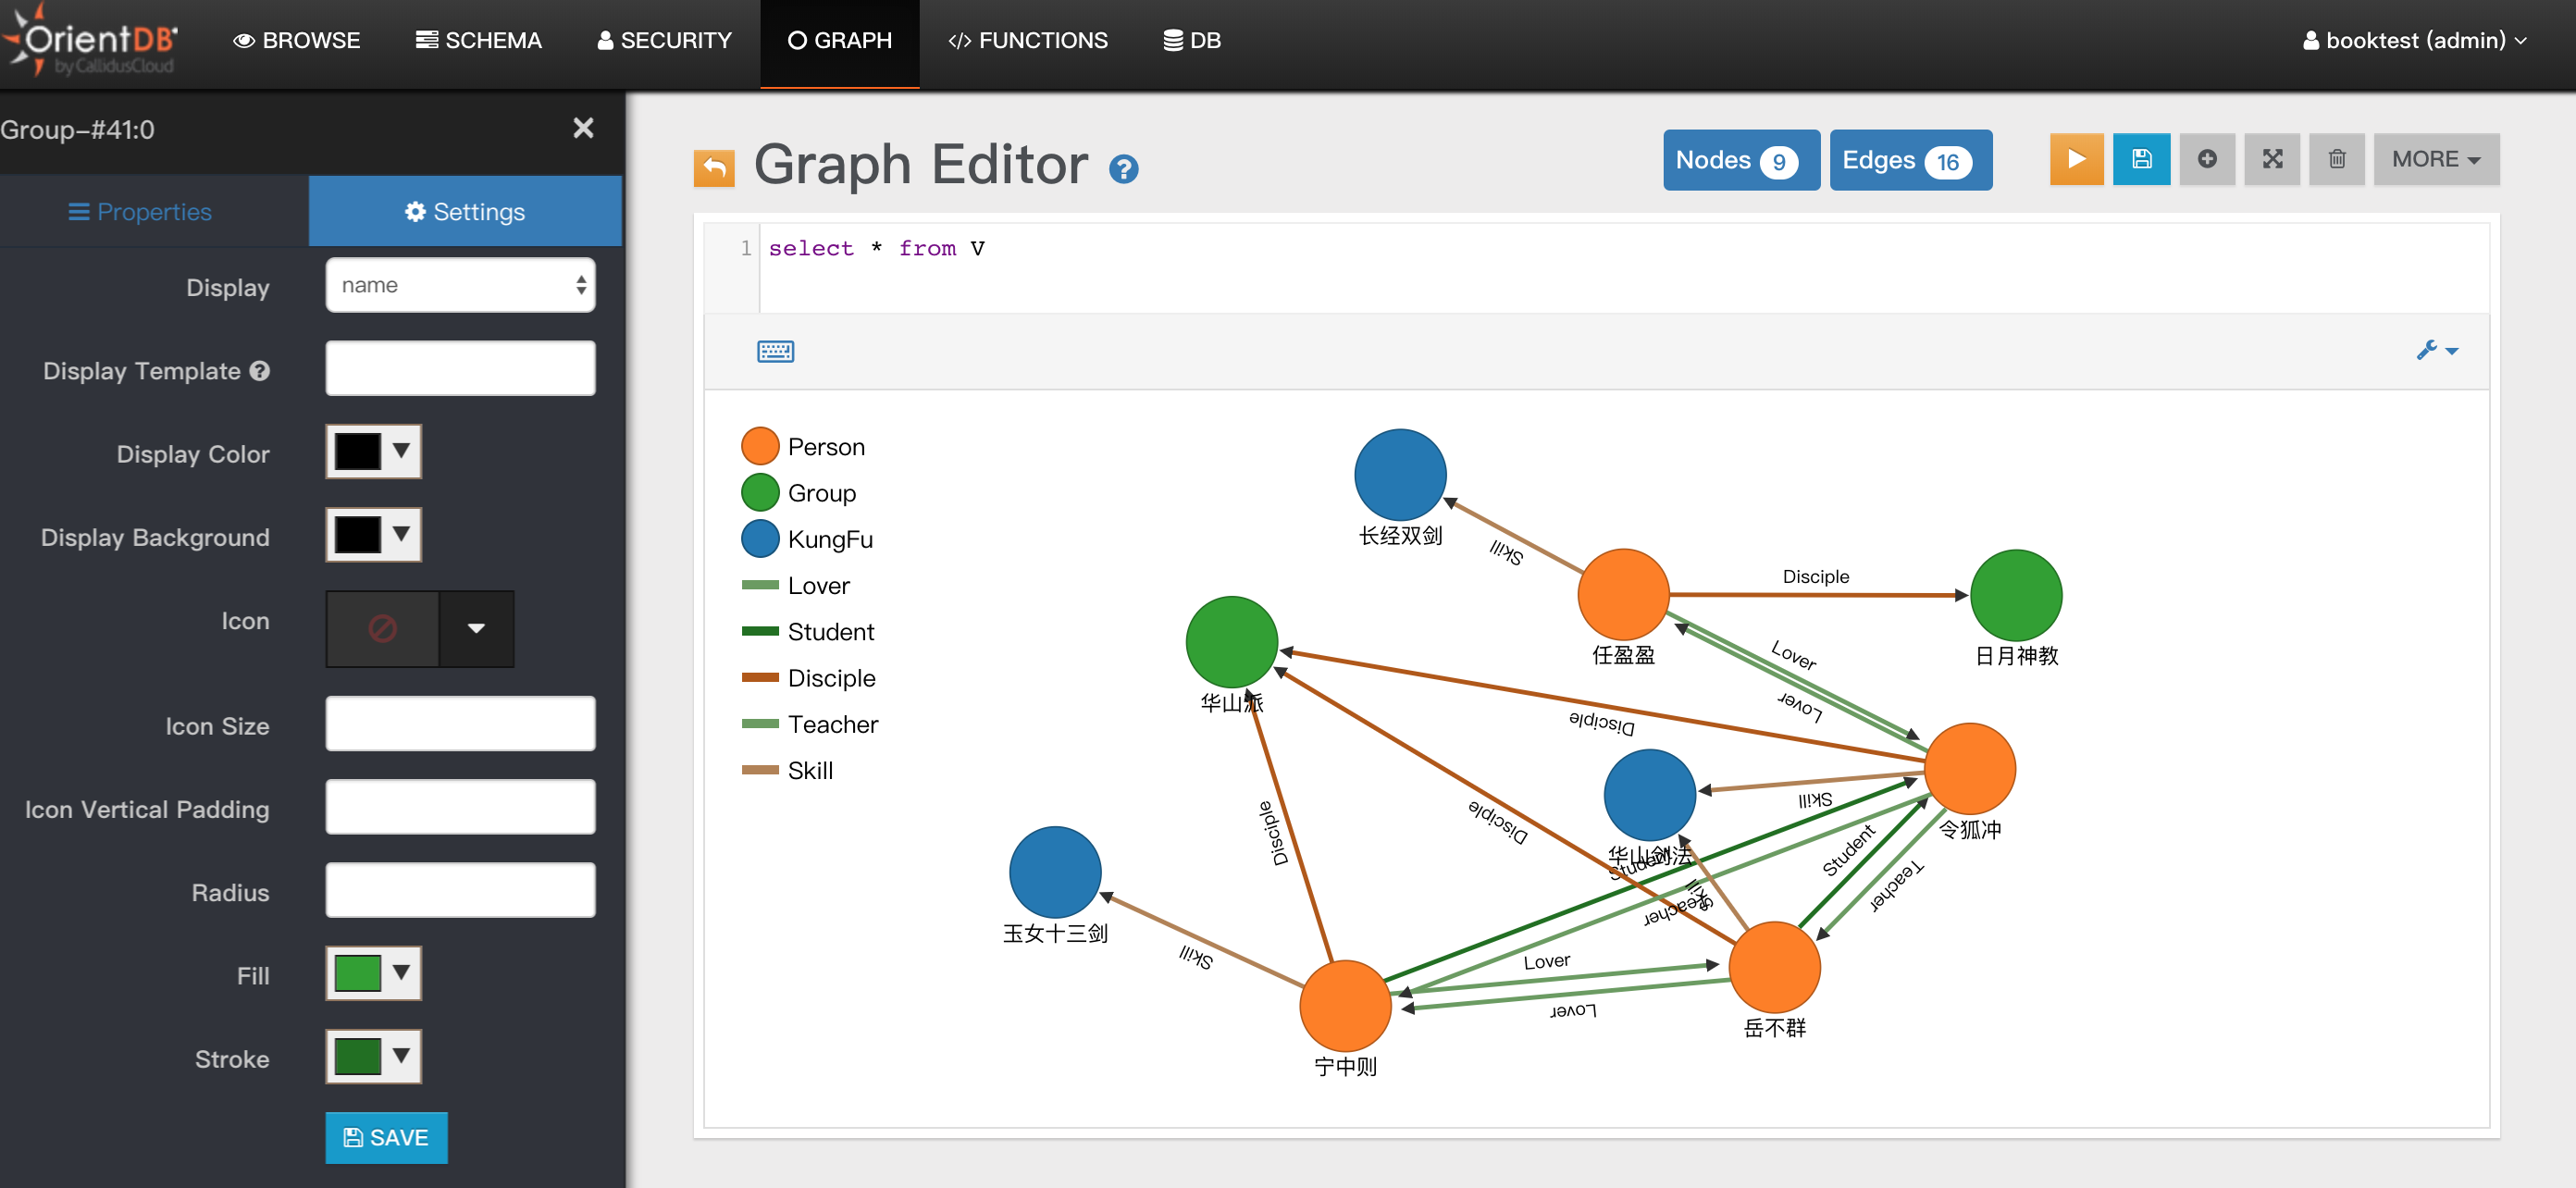 OrientDB
by CallidusCloud
BROWSE
SCHEMA
SECURITY
GRAPH
</> FUNCTIONS
DB
booktest (admin)
Group-#41:0
Properties
Settings
Display
name
Display Template
Display Color
Display Background
Icon
Icon Size
Icon Vertical Padding
Radius
Fill
Stroke
SAVE
Graph Editor
Nodes 9
Edges 16
MORE
1 select * from V
Person
Group
KungFu
Lover
Student
Disciple
Teacher
Skill
长经双剑
Skill
任盈盈
Disciple
日月神教
Lover
Lover
华山派
Disciple
Skill
令狐冲
华山剑法
Student
Student
Teacher
Teacher
Skill
Disciple
Disciple
玉女十三剑
Skill
Lover
Lover
岳不群
宁中则